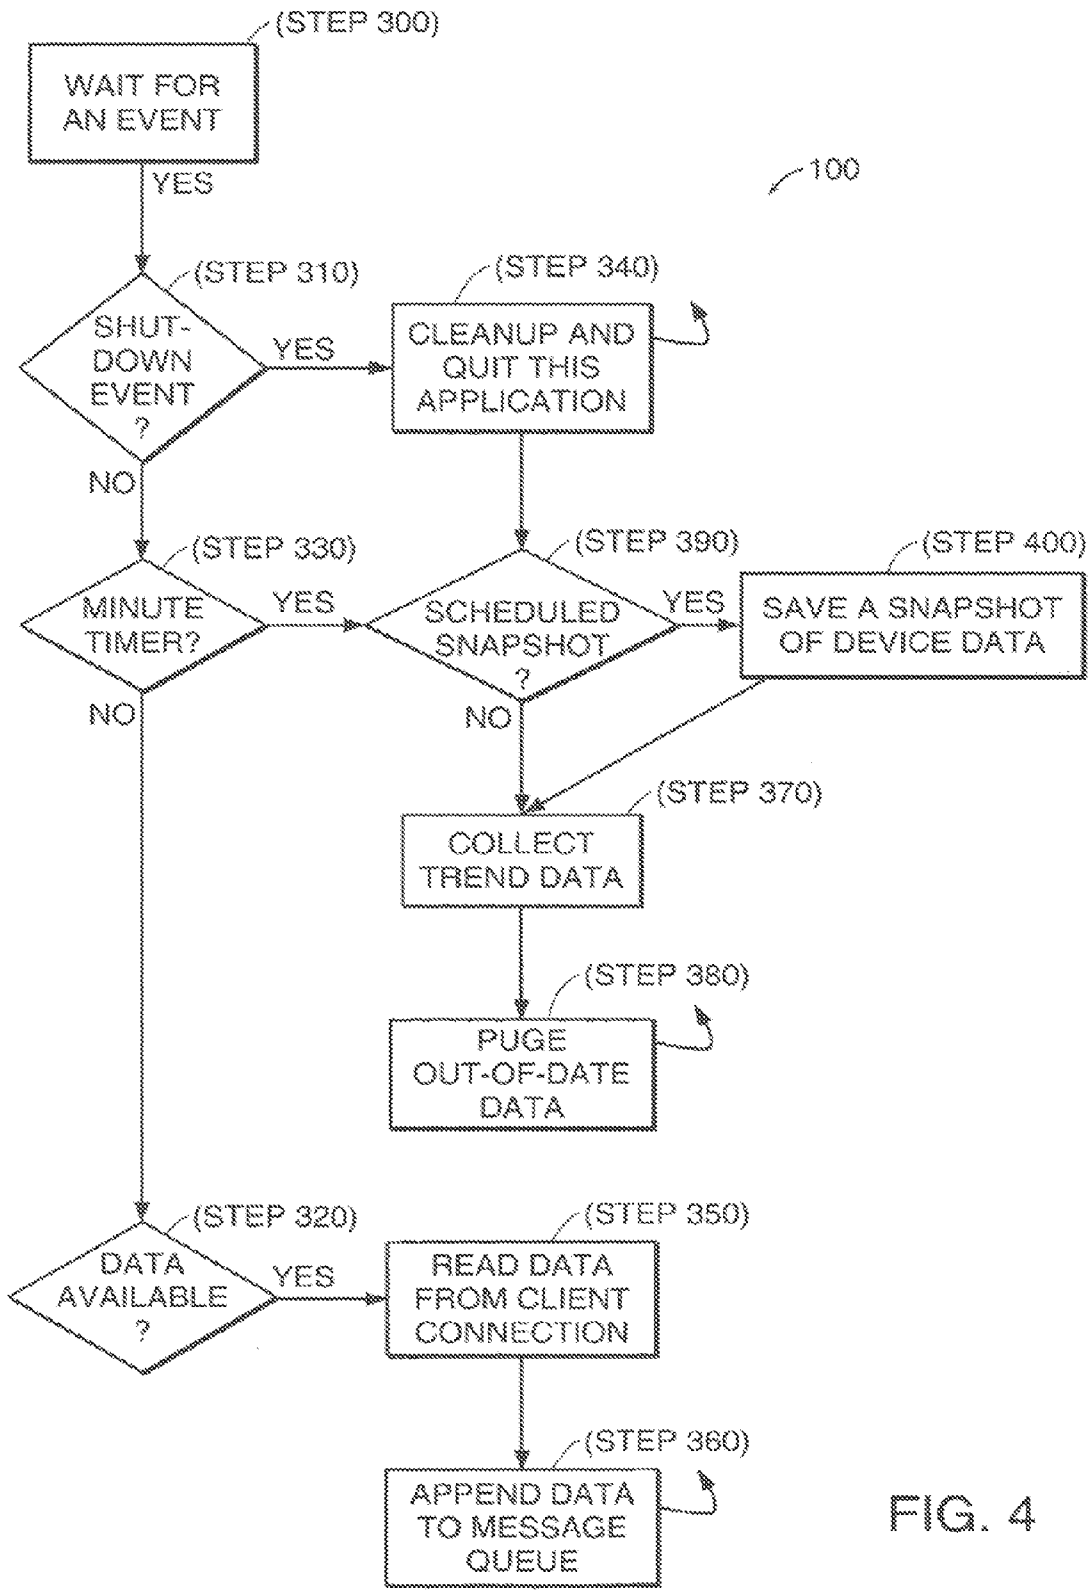 (STEP 300)
WAIT FOR
AN EVENT
YES
100
(STEP 310)
SHUT-
DOWN
EVENT
?
YES
NO
(STEP 340)
CLEANUP AND
QUIT THIS
APPLICATION
(STEP 330)
MINUTE
TIMER?
YES
NO
(STEP 390)
SCHEDULED
SNAPSHOT
?
YES
NO
(STEP 400)
SAVE A SNAPSHOT
OF DEVICE DATA
(STEP 370)
COLLECT
TREND DATA
(STEP 380)
PUGE
OUT-OF-DATE
DATA
(STEP 320)
DATA
AVAILABLE
?
YES
(STEP 350)
READ DATA
FROM CLIENT
CONNECTION
(STEP 360)
APPEND DATA
TO MESSAGE
QUEUE
FIG. 4